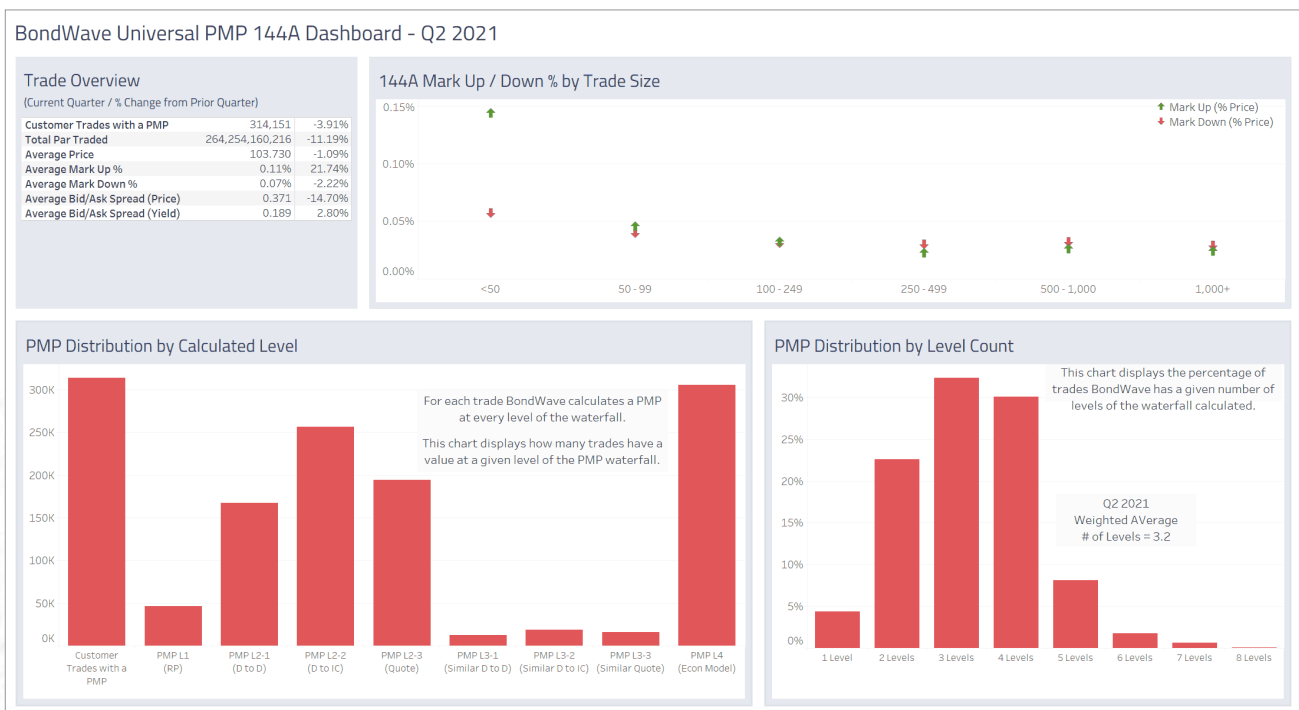 BondWave Universal PMP 144A Dashboard - Q2 2021
Trade Overview
(Current Quarter / % Change from Prior Quarter)
Customer Trades with a PMP 314,151 -3.91%
Total Par Traded 264,254,160,216 -11.19%
Average Price 103.730 -1.09%
Average Mark Up % 0.11% 21.74%
Average Mark Down % 0.07% -2.22%
Average Bid/Ask Spread (Price) 0.371 -14.70%
Average Bid/Ask Spread (Yield) 0.189 2.80%
144A Mark Up / Down % by Trade Size
Mark Up (% Price)
Mark Down (% Price)
0.15%
0.10%
0.05%
0.00%
<50 50 - 99 100 - 249 250 - 499 500 - 1,000 1,000+
PMP Distribution by Calculated Level
For each trade BondWave calculates a PMP
at every level of the waterfall.
This chart displays how many trades have a
value at a given level of the PMP waterfall.
300K
250K
200K
150K
100K
50K
0K
Customer
Trades with a
PMP
PMP L1
(RP)
PMP L2-1
(D to D)
PMP L2-2
(D to IC)
PMP L2-3
(Quote)
PMP L3-1
(Similar D to D)
PMP L3-2
(Similar D to IC)
PMP L3-3
(Similar Quote)
PMP L4
(Econ Model)
PMP Distribution by Level Count
This chart displays the percentage of
trades BondWave has a given number of
levels of the waterfall calculated.
Q2 2021
Weighted AVerage
# of Levels = 3.2
30%
25%
20%
15%
10%
5%
0%
1 Level 2 Levels 3 Levels 4 Levels 5 Levels 6 Levels 7 Levels 8 Levels